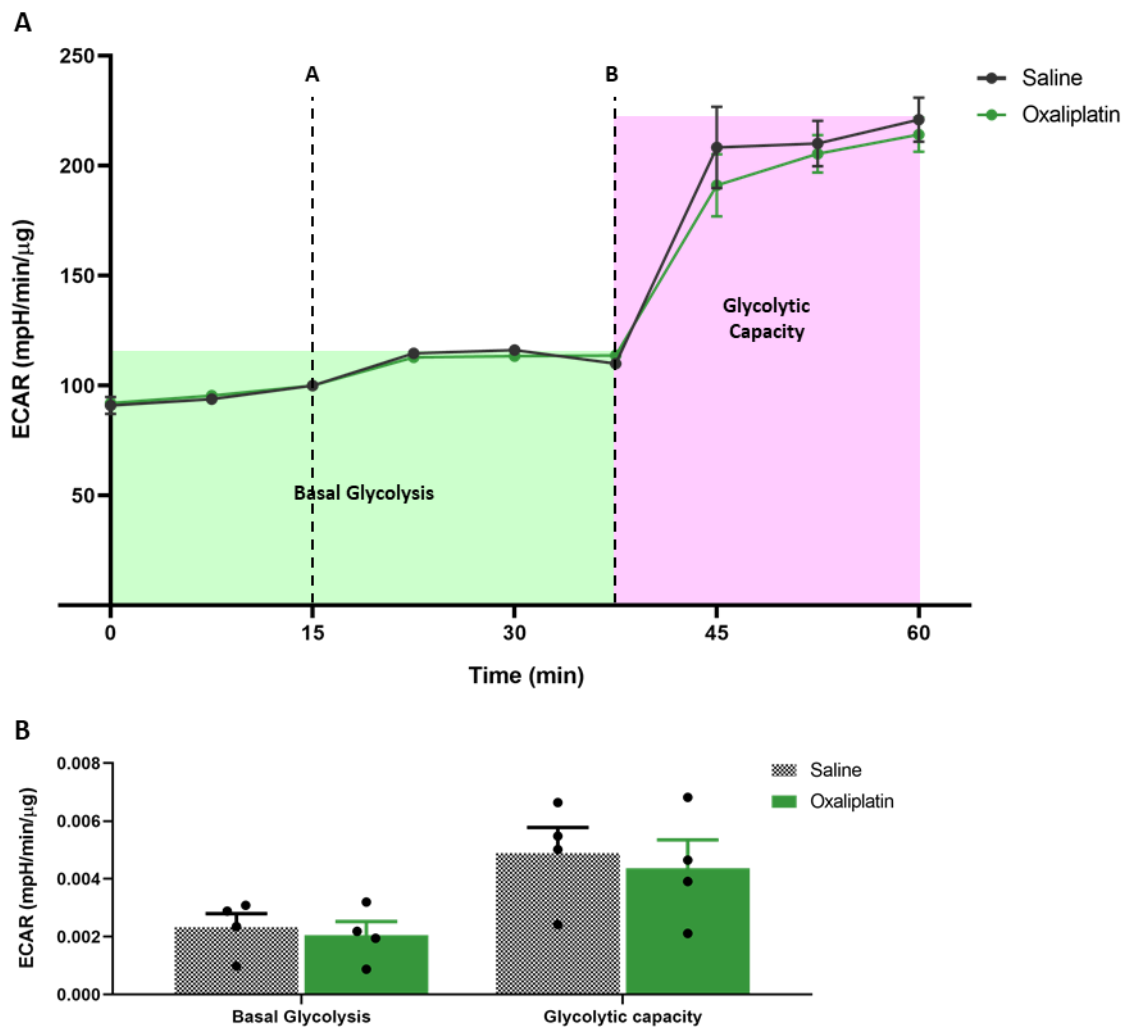 A
250
200
150
100
50
ECAR (mpH/min/µg)
A
B
Saline
Oxaliplatin
Glycolytic
Capacity
Basal Glycolysis
0
15
30
45
60
Time (min)
B
0.008
0.006
0.004
0.002
0.000
ECAR (mpH/min/µg)
Saline
Oxaliplatin
Basal Glycolysis
Glycolytic capacity